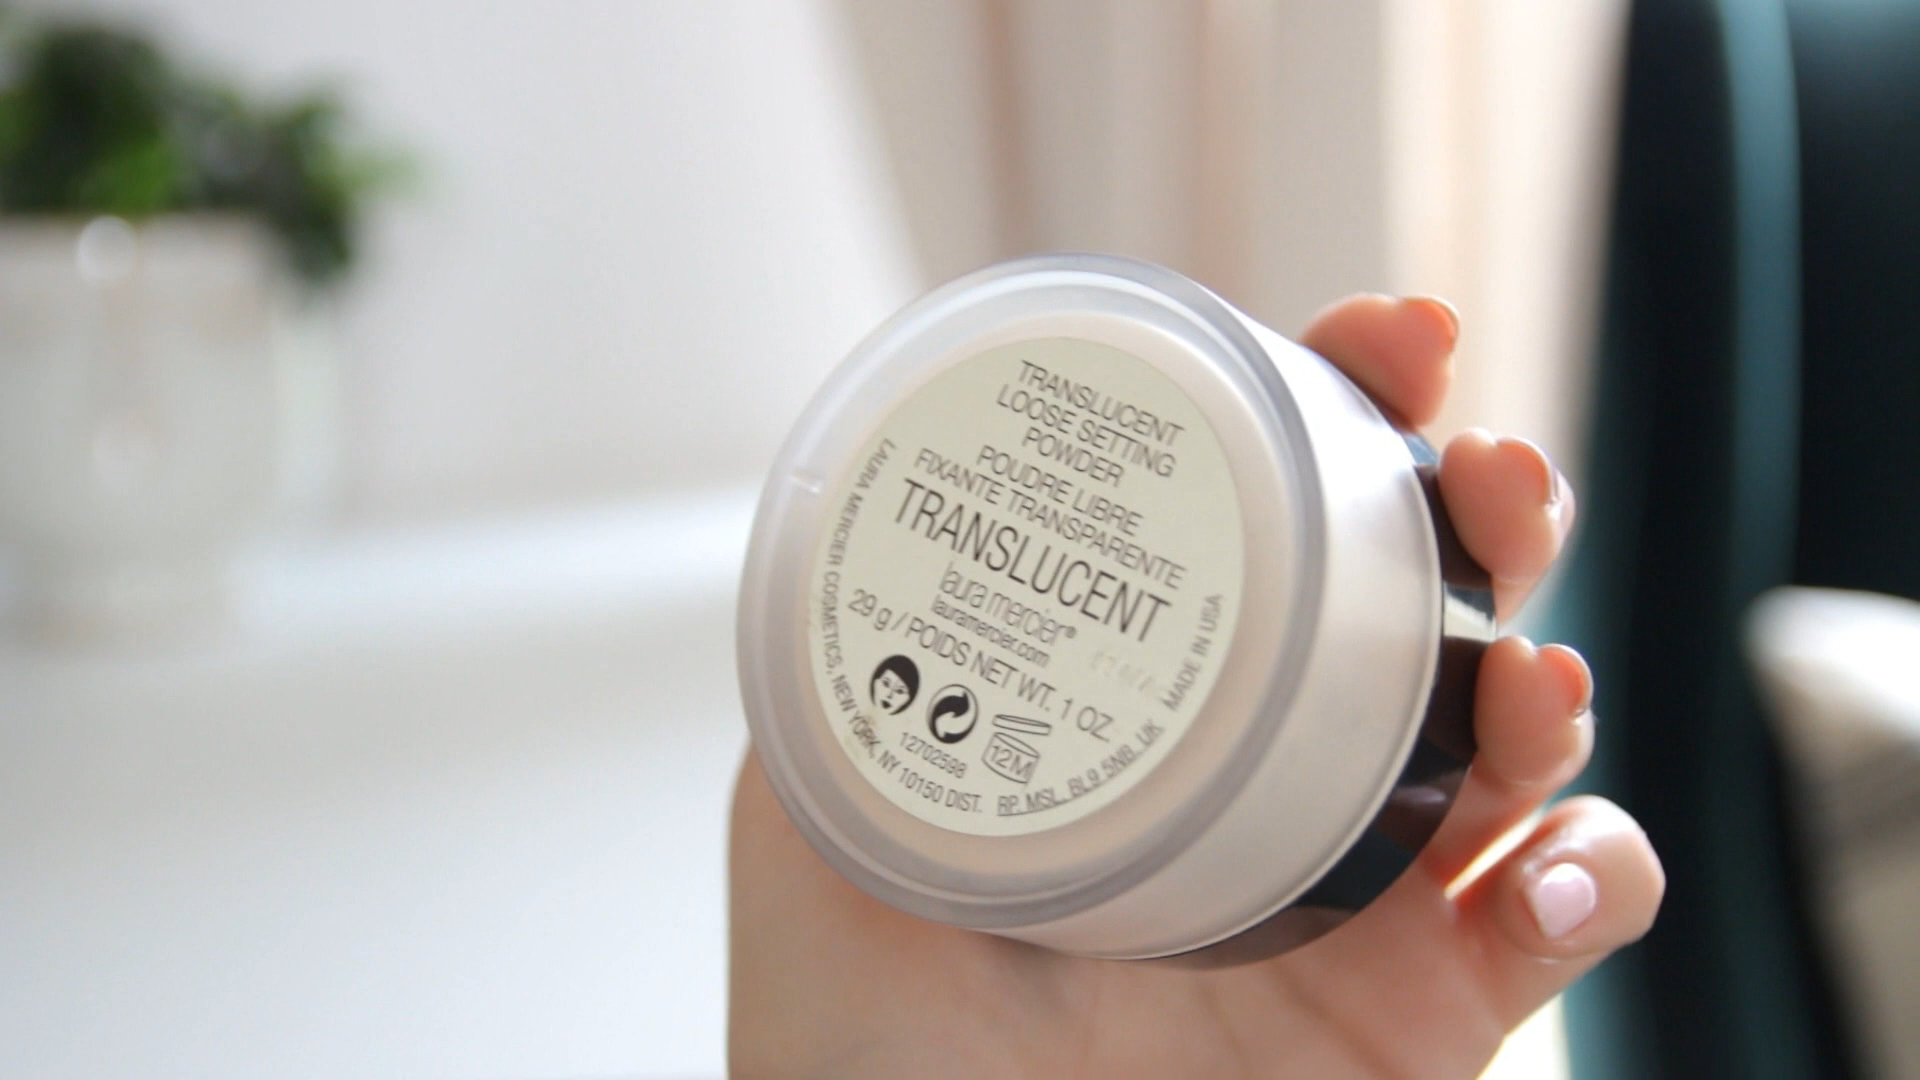 TRANSLUCENT
LOOSE SETTING
POWDER
POUDRE LIBRE
FIXANTE TRANSPARENTE
TRANSLUCENT
laura mercier®
lauramercier.com
29 g / POIDS NET WT. 1 OZ.
12M
12702598
LAURA MERCIER COSMETICS, NEW YORK, NY 10150 DIST. RP. MSL. BL9 5NB. UK MADE IN USA